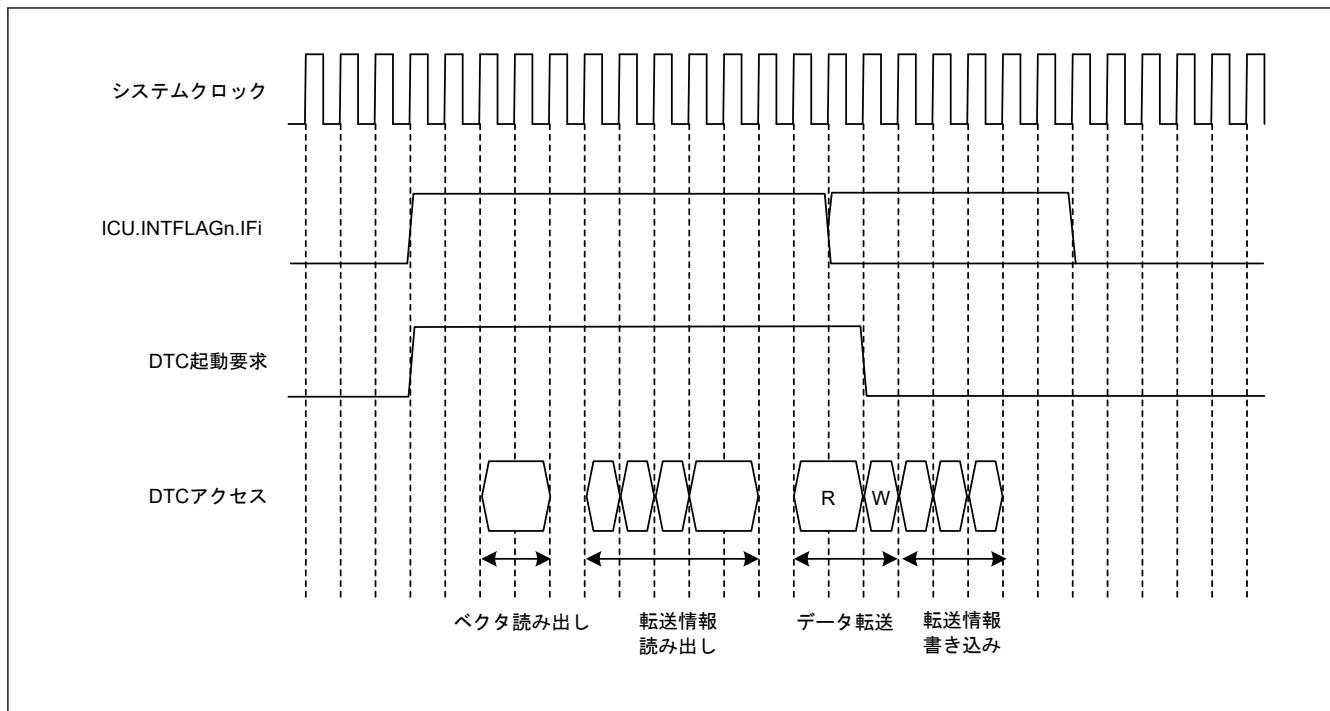 システムクロック
ICU.INTFLAGn.IFi
DTC起動要求
DTCアクセス
R
W
ベクタ読み出し
転送情報
読み出し
データ転送
転送情報
書き込み